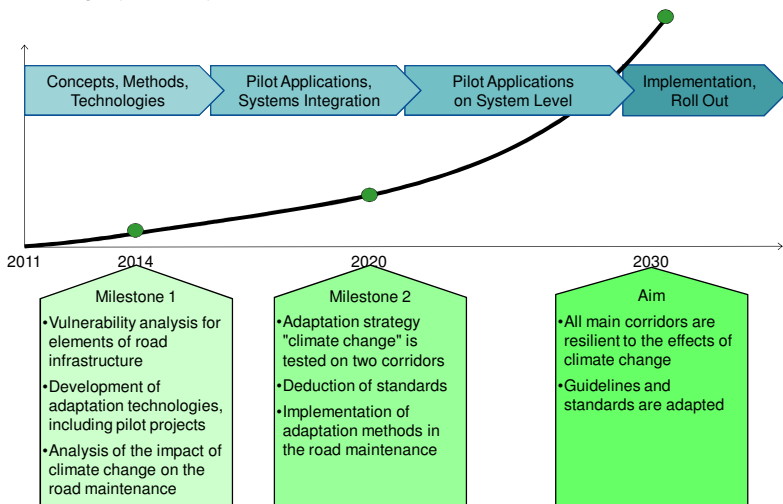 Concepts, Methods,
Technologies
Pilot Applications,
Systems Integration
Pilot Applications
on System Level
Implementation,
Roll Out
2011
2014
2020
2030
Milestone 1
•Vulnerability analysis for
elements of road
infrastructure
•Development of
adaptation technologies,
including pilot projects
•Analysis of the impact of
climate change on the
road maintenance
Milestone 2
•Adaptation strategy
"climate change" is
tested on two corridors
•Deduction of standards
•Implementation of
adaptation methods in
the road maintenance
Aim
•All main corridors are
resilient to the effects of
climate change
•Guidelines and
standards are adapted